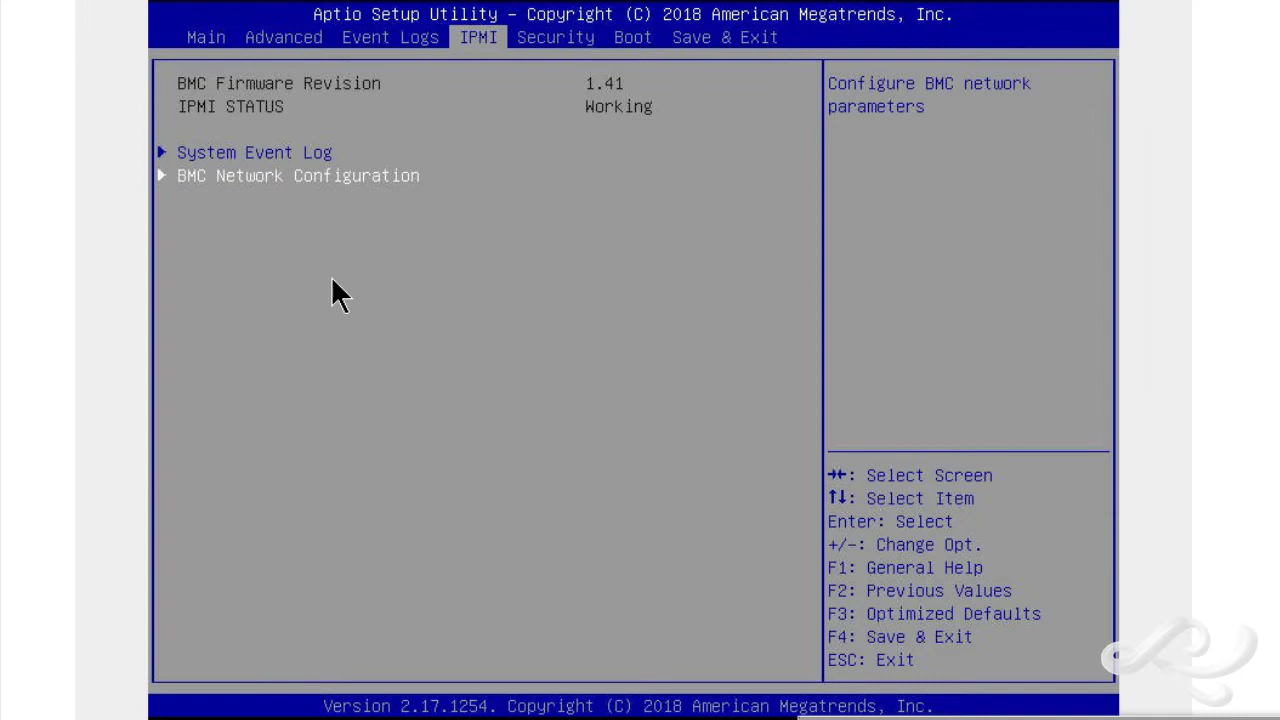 Aptio Setup Utility – Copyright (C) 2018 American Megatrends, Inc.
Main Advanced Event Logs IPMI Security Boot Save & Exit
BMC Firmware Revision 1.41
IPMI STATUS Working
System Event Log
BMC Network Configuration
Configure BMC network
parameters
→←: Select Screen
↑↓: Select Item
Enter: Select
+/-: Change Opt.
F1: General Help
F2: Previous Values
F3: Optimized Defaults
F4: Save & Exit
ESC: Exit
Version 2.17.1254. Copyright (C) 2018 American Megatrends, Inc.